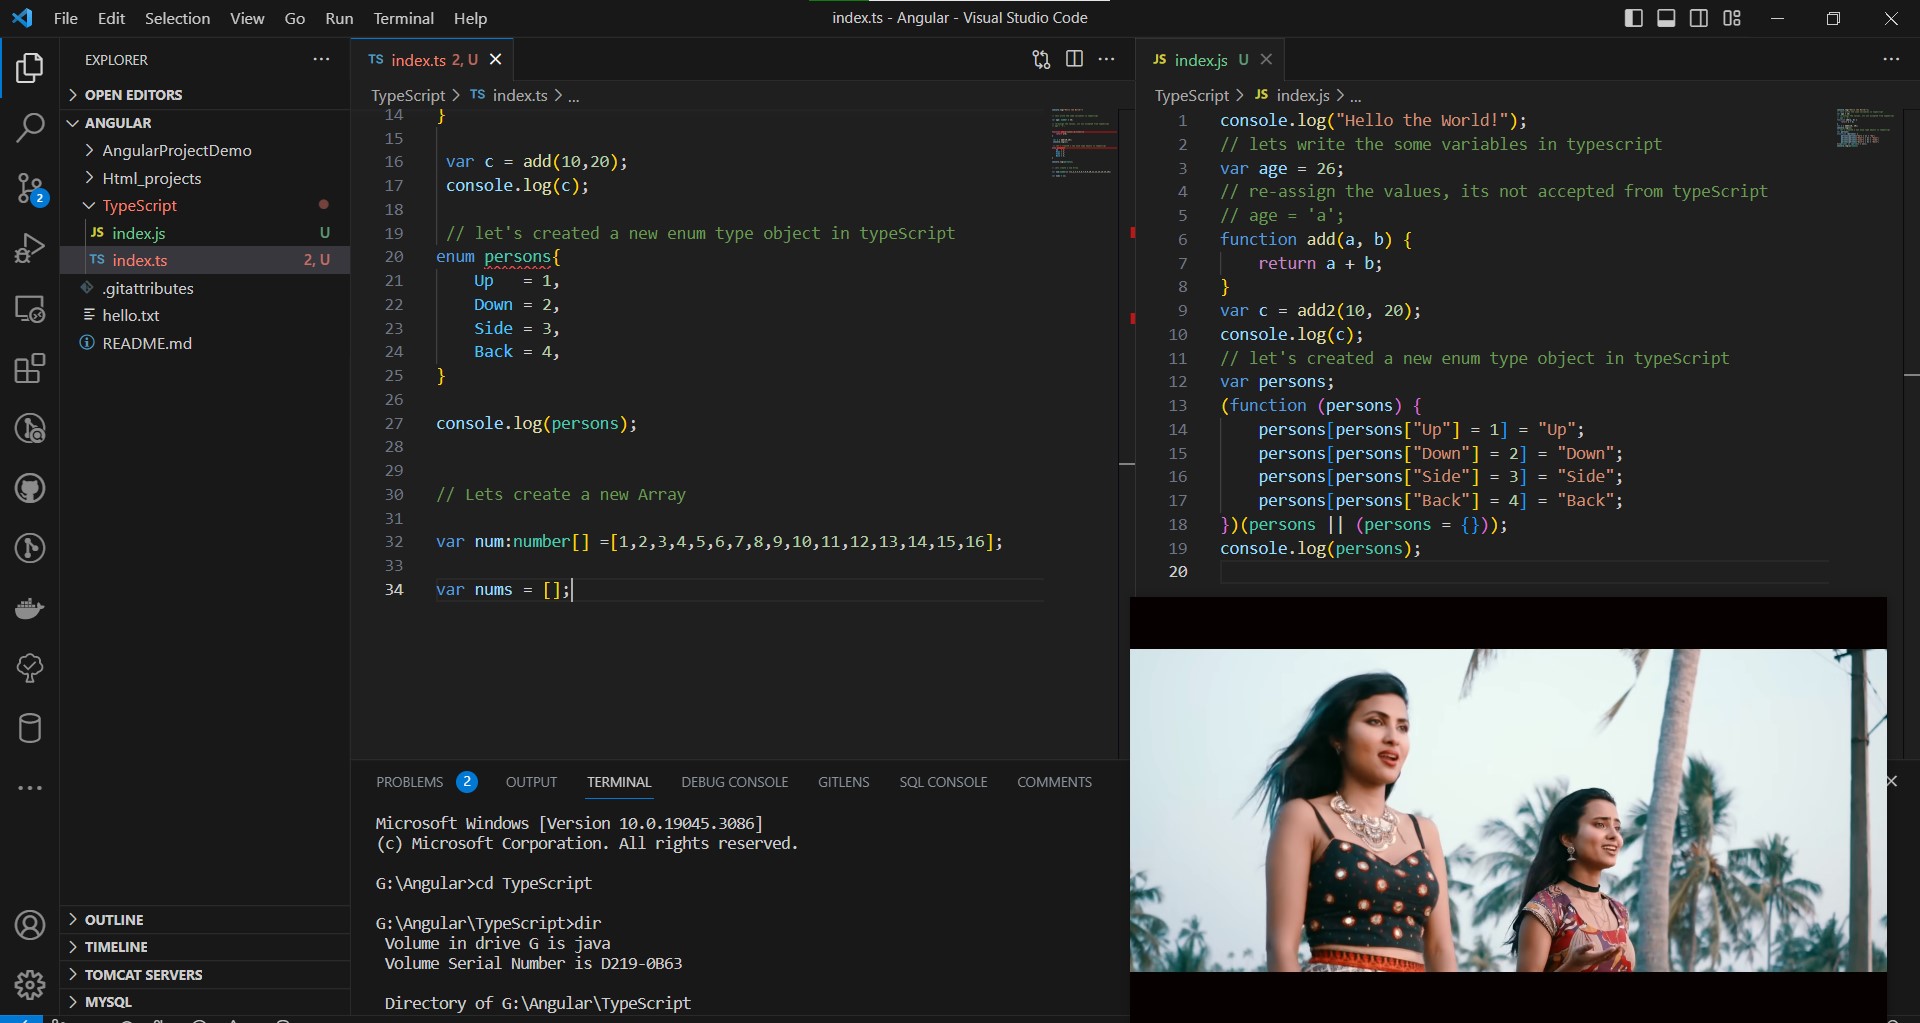 File Edit Selection View Go Run Terminal Help
index.ts - Angular - Visual Studio Code
EXPLORER
OPEN EDITORS
ANGULAR
AngularProjectDemo
Html_projects
TypeScript
JS index.js U
TS index.ts 2, U
.gitattributes
hello.txt
README.md
OUTLINE
TIMELINE
TOMCAT SERVERS
MYSQL
2
TS index.ts 2, U
TypeScript > TS index.ts > ...
14 }
15
16 var c = add(10,20);
17 console.log(c);
18
19 // let's created a new enum type object in typeScript
20 enum persons{
21 Up = 1,
22 Down = 2,
23 Side = 3,
24 Back = 4,
25 }
26
27 console.log(persons);
28
29
30 // Lets create a new Array
31
32 var num:number[] =[1,2,3,4,5,6,7,8,9,10,11,12,13,14,15,16];
33
34 var nums = [];
JS index.js U
TypeScript > JS index.js > ...
1 console.log("Hello the World!");
2 // lets write the some variables in typescript
3 var age = 26;
4 // re-assign the values, its not accepted from typeScript
5 // age = 'a';
6 function add(a, b) {
7 return a + b;
8 }
9 var c = add2(10, 20);
10 console.log(c);
11 // let's created a new enum type object in typeScript
12 var persons;
13 (function (persons) {
14 persons[persons["Up"] = 1] = "Up";
15 persons[persons["Down"] = 2] = "Down";
16 persons[persons["Side"] = 3] = "Side";
17 persons[persons["Back"] = 4] = "Back";
18 })(persons || (persons = {}));
19 console.log(persons);
20
PROBLEMS 2 OUTPUT TERMINAL DEBUG CONSOLE GITLENS SQL CONSOLE COMMENTS
Microsoft Windows [Version 10.0.19045.3086]
(c) Microsoft Corporation. All rights reserved.
G:\Angular>cd TypeScript
G:\Angular\TypeScript>dir
Volume in drive G is java
Volume Serial Number is D219-0B63
Directory of G:\Angular\TypeScript